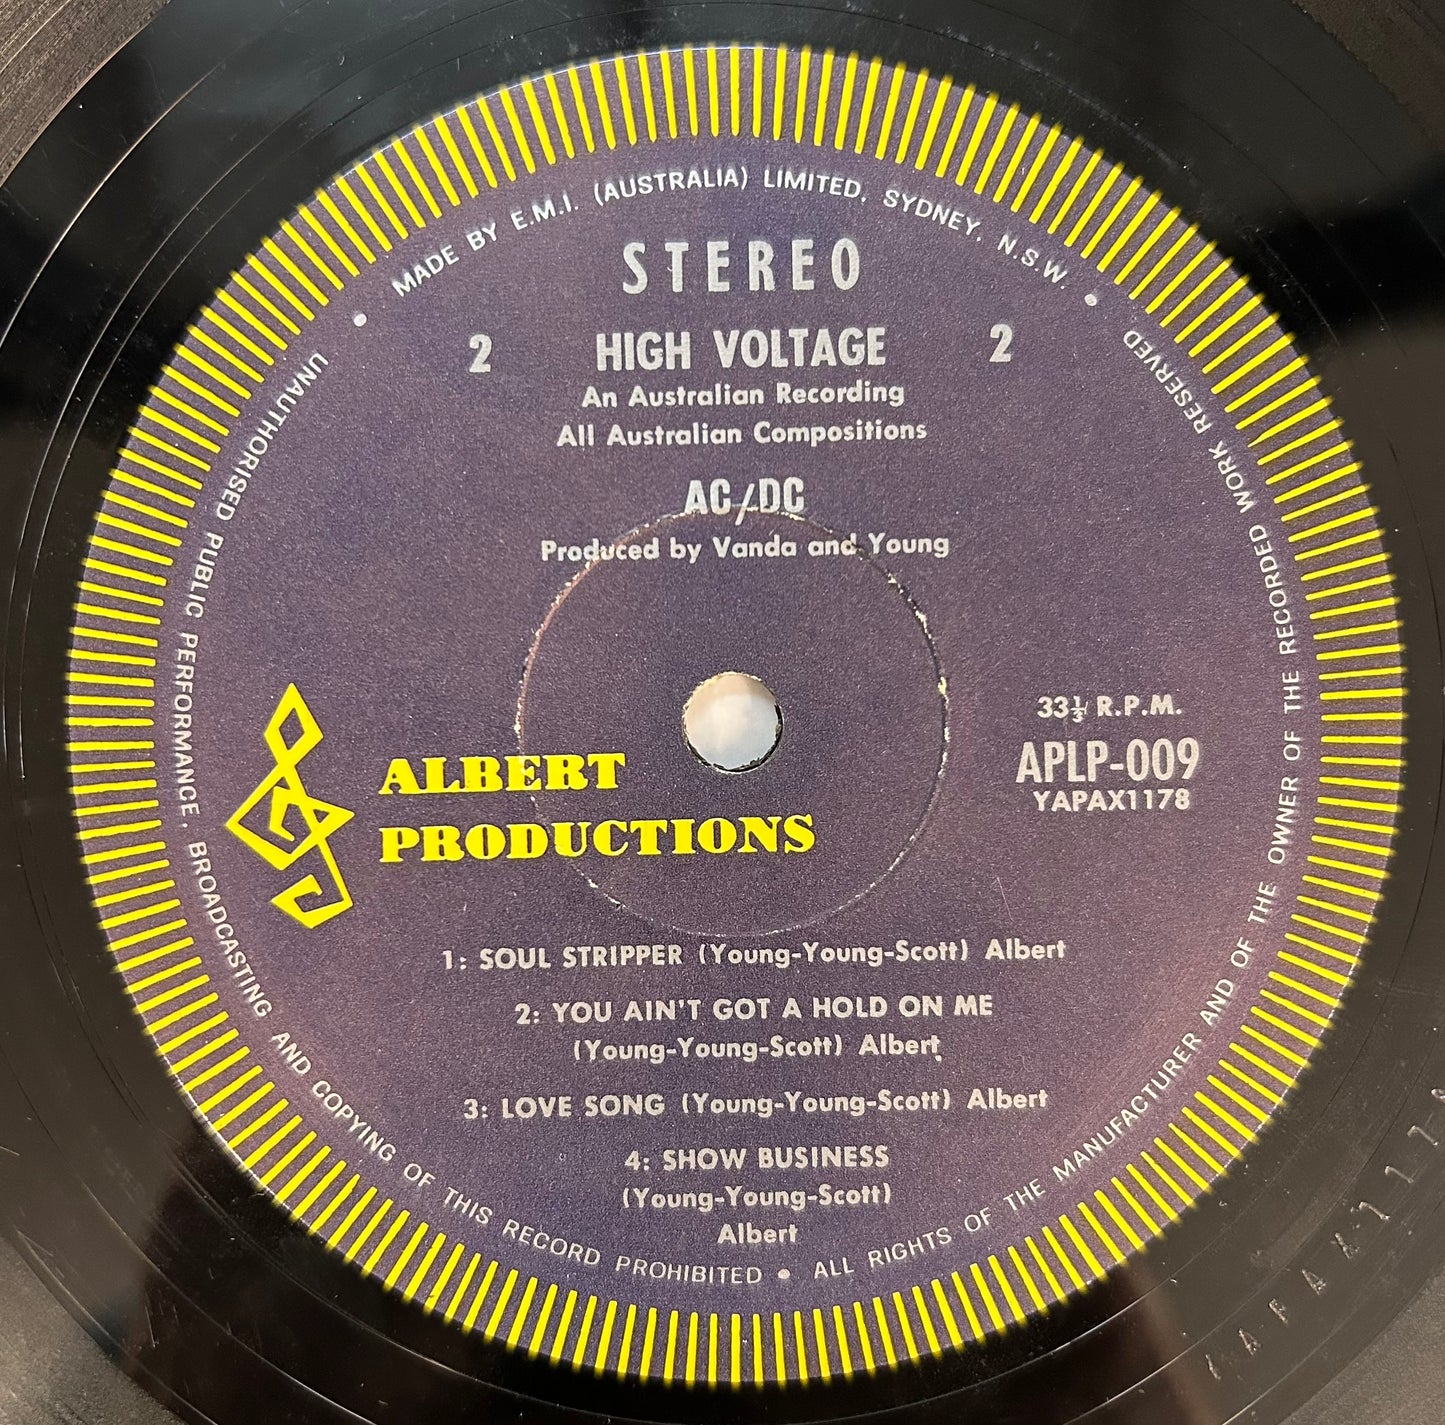 MADE BY E.M.I. (AUSTRALIA) LIMITED, SYDNEY, N.S.W.
STEREO
2 HIGH VOLTAGE 2
An Australian Recording
All Australian Compositions
AC/DC
Produced by Vanda and Young
33⅓ R.P.M.
APLP-009
YAPAX1178
ALBERT
PRODUCTIONS
1: SOUL STRIPPER (Young-Young-Scott) Albert
2: YOU AIN'T GOT A HOLD ON ME
(Young-Young-Scott) Albert
3: LOVE SONG (Young-Young-Scott) Albert
4: SHOW BUSINESS
(Young-Young-Scott)
Albert
UNAUTHORISED PUBLIC PERFORMANCE, BROADCASTING AND COPYING OF THIS RECORD PROHIBITED • ALL RIGHTS OF THE MANUFACTURER AND OF THE OWNER OF THE RECORDED WORK RESERVED